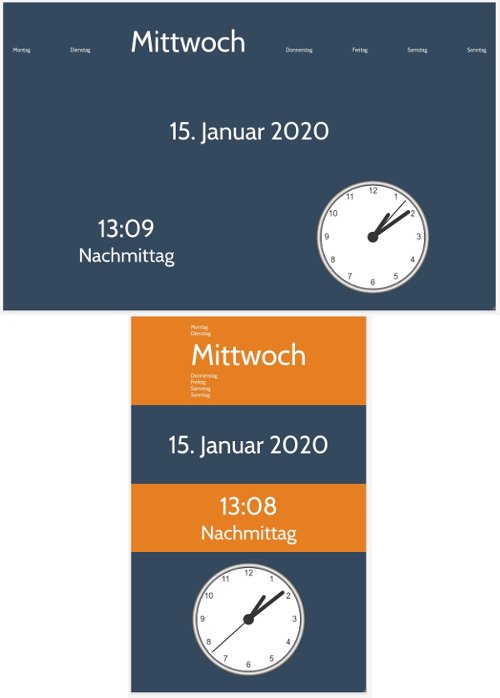 Montag Dienstag Mittwoch Donnerstag Freitag Samstag Sonntag
15. Januar 2020
13:09
Nachmittag
12
11 1
10 2
9 3
8 4
7 5
6
Montag
Dienstag
Mittwoch
Donnerstag
Freitag
Samstag
Sonntag
15. Januar 2020
13:08
Nachmittag
12
11 1
10 2
9 3
8 4
7 5
6